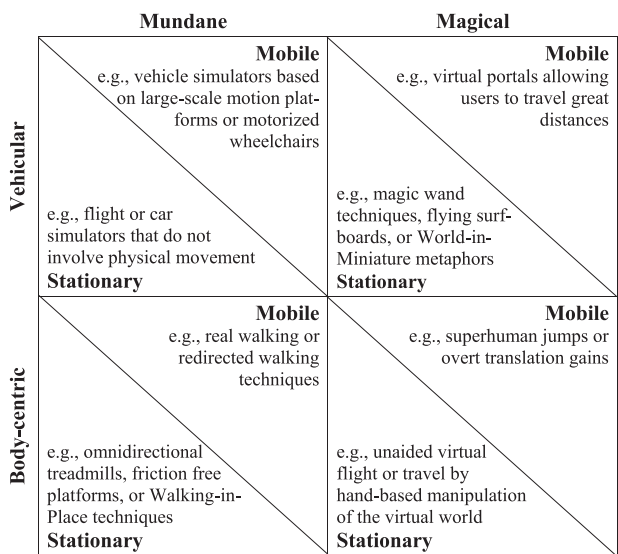 Mundane
Magical
Vehicular
Mobile
e.g., vehicle simulators based
on large-scale motion plat-
forms or motorized
wheelchairs
e.g., flight or car
simulators that do not
involve physical movement
Stationary
Mobile
e.g., virtual portals allowing
users to travel great
distances
e.g., magic wand
techniques, flying surf-
boards, or World-in-
Miniature metaphors
Stationary
Body-centric
Mobile
e.g., real walking or
redirected walking
techniques
e.g., omnidirectional
treadmills, friction free
platforms, or Walking-in-
Place techniques
Stationary
Mobile
e.g., superhuman jumps or
overt translation gains
e.g., unaided virtual
flight or travel by
hand-based manipulation
of the virtual world
Stationary